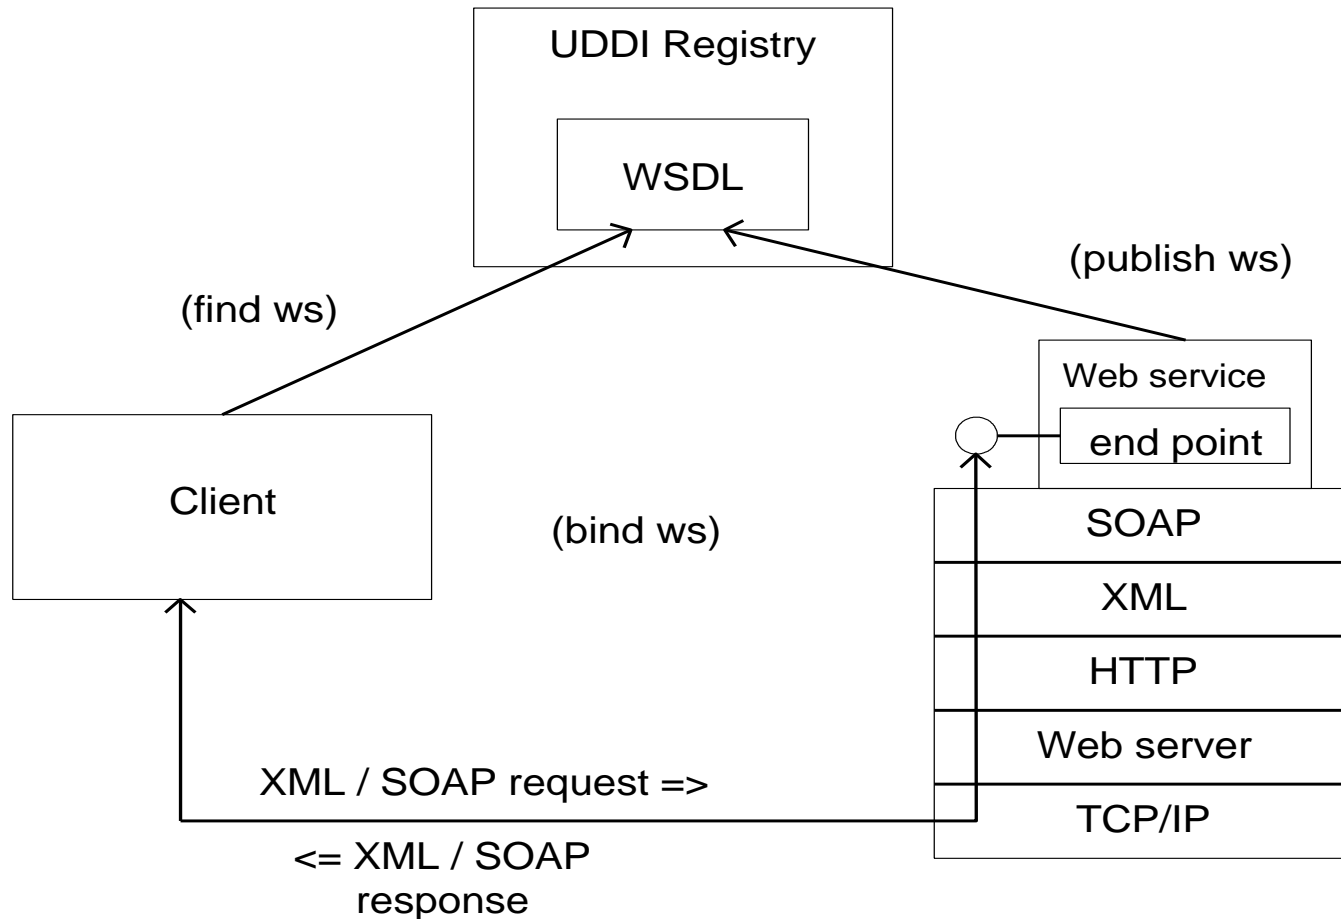 UDDI Registry
WSDL
(publish ws)
(find ws)
Web service
end point
Client
(bind ws)
SOAP
XML
HTTP
Web server
XML / SOAP request =>
TCP/IP
<= XML / SOAP
response